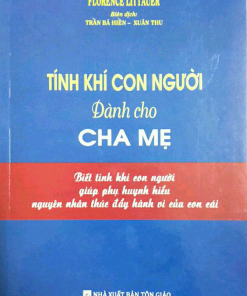 FLORENCE LITTAUER
Biên dịch:
TRẦN BÁ HIỀN - XUÂN THU
TÍNH KHÍ CON NGƯỜI
Dành cho
CHA MẸ
Biết tính khí con người
giúp phụ huynh hiểu
nguyên nhân thúc đẩy hành vi của con cái
NHÀ XUẤT BẢN TÔN GIÁO